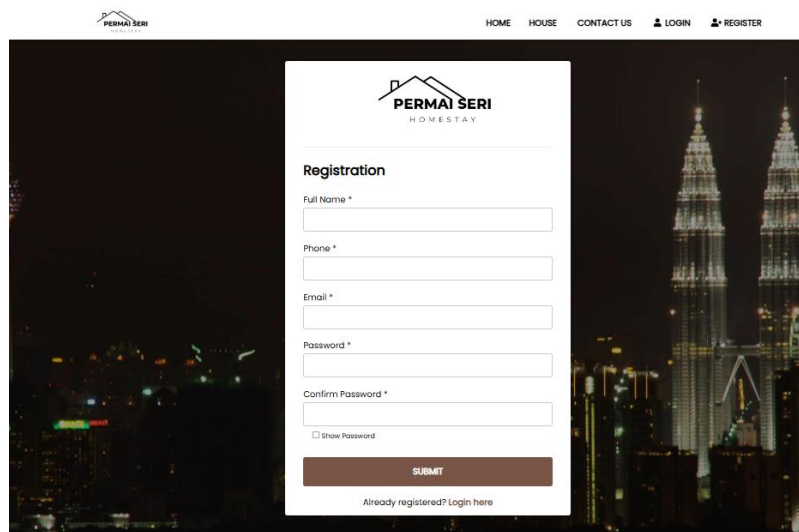 PERMAI SERI
HOMESTAY
HOME HOUSE CONTACT US LOGIN REGISTER
PERMAI SERI
HOMESTAY
Registration
Full Name *
Phone *
Email *
Password *
Confirm Password *
Show Password
SUBMIT
Already registered? Login here